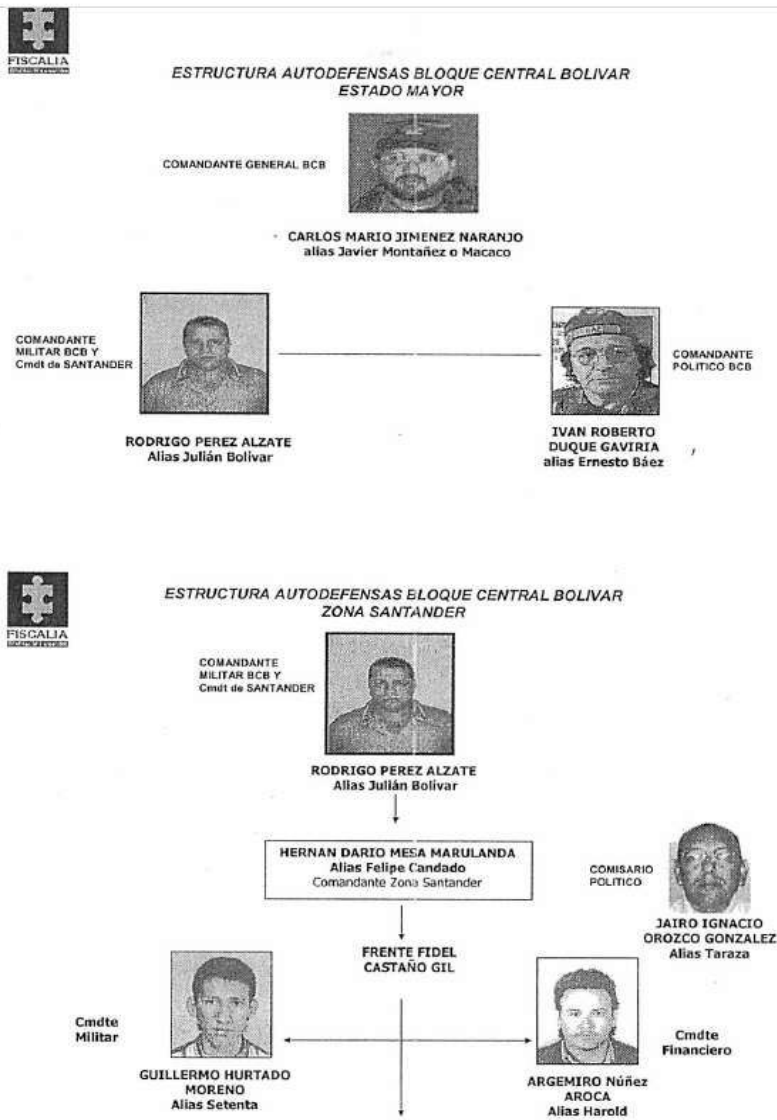 FISCALIA
ESTRUCTURA AUTODEFENSAS BLOQUE CENTRAL BOLIVAR
ESTADO MAYOR
COMANDANTE GENERAL BCB
CARLOS MARIO JIMENEZ NARANJO
alias Javier Montañez o Macaco
COMANDANTE
MILITAR BCB Y
Cmdt de SANTANDER
COMANDANTE
POLITICO BCB
RODRIGO PEREZ ALZATE
Alias Julián Bolivar
IVAN ROBERTO
DUQUE GAVIRIA
alias Ernesto Báez
FISCALIA
ESTRUCTURA AUTODEFENSAS BLOQUE CENTRAL BOLIVAR
ZONA SANTANDER
COMANDANTE
MILITAR BCB Y
Cmdt de SANTANDER
RODRIGO PEREZ ALZATE
Alias Julián Bolivar
HERNAN DARIO MESA MARULANDA
Alias Felipe Candado
Comandante Zona Santander
COMISARIO
POLITICO
JAIRO IGNACIO
OROZCO GONZALEZ
Alias Taraza
FRENTE FIDEL
CASTAÑO GIL
Cmdte
Militar
Cmdte
Financiero
GUILLERMO HURTADO
MORENO
Alias Setenta
ARGEMIRO Núñez
AROCA
Alias Harold